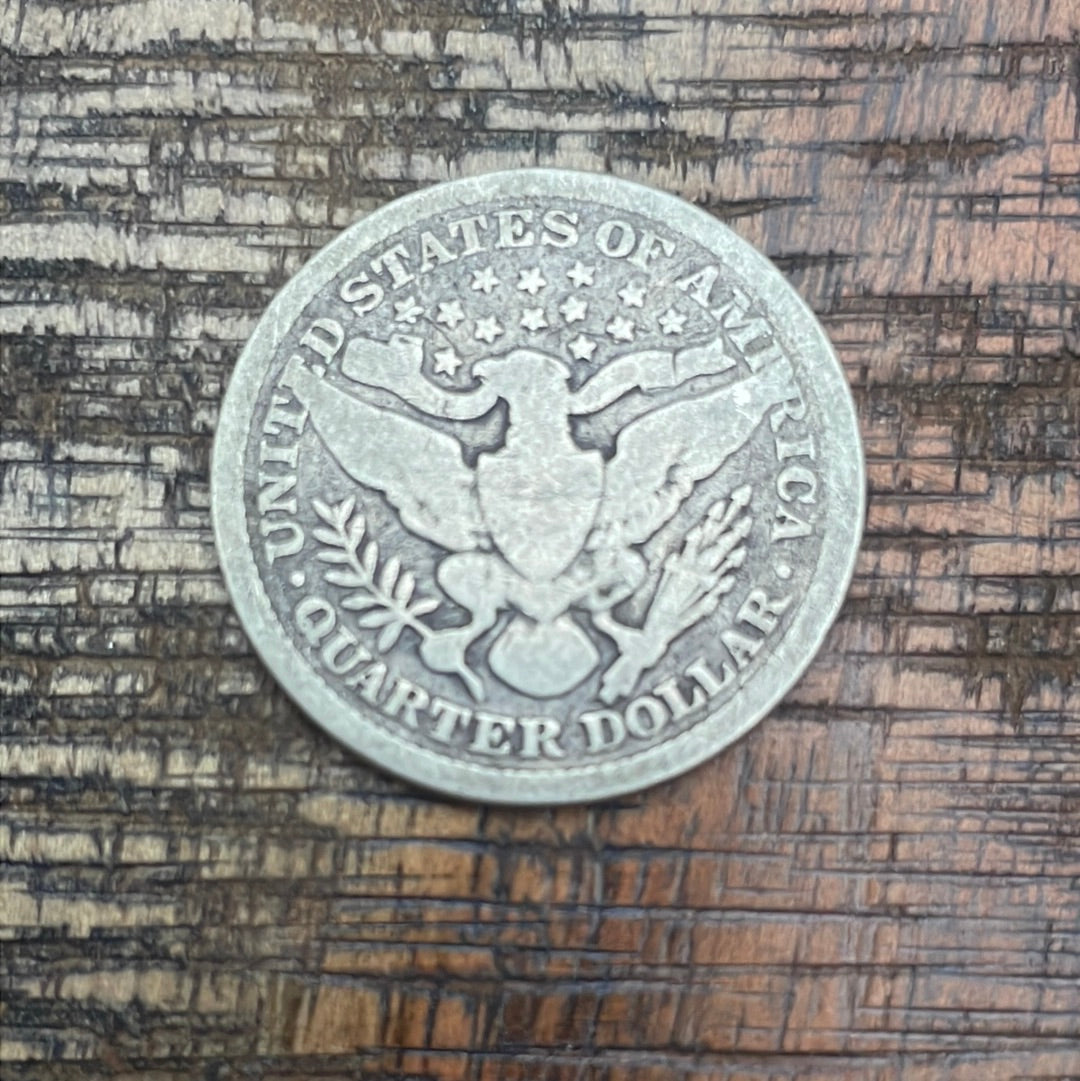 UNITED STATES OF AMERICA
· QUARTER DOLLAR ·